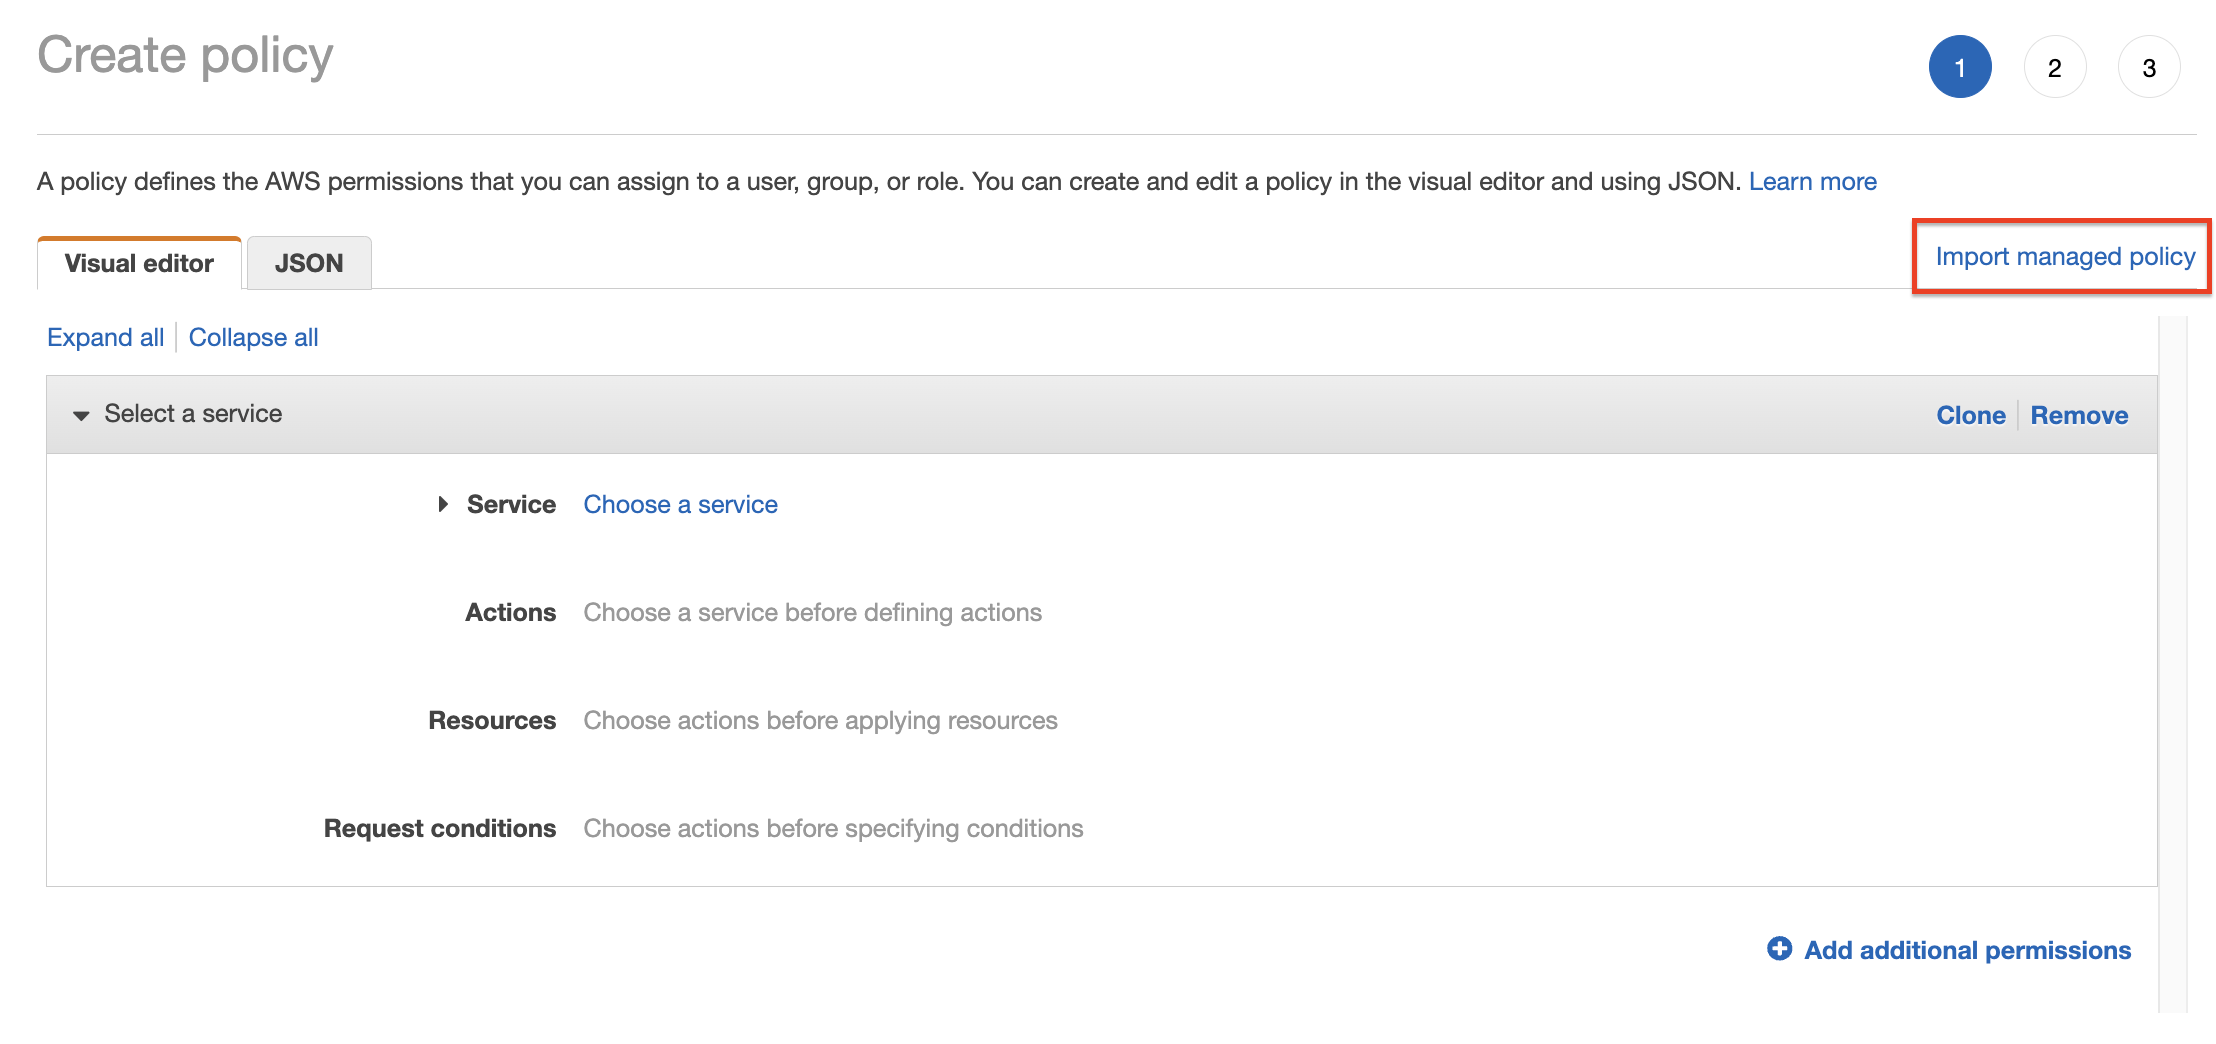 Create policy
1 2 3
A policy defines the AWS permissions that you can assign to a user, group, or role. You can create and edit a policy in the visual editor and using JSON. Learn more
Visual editor JSON Import managed policy
Expand all Collapse all
Select a service Clone Remove
Service Choose a service
Actions Choose a service before defining actions
Resources Choose actions before applying resources
Request conditions Choose actions before specifying conditions
Add additional permissions